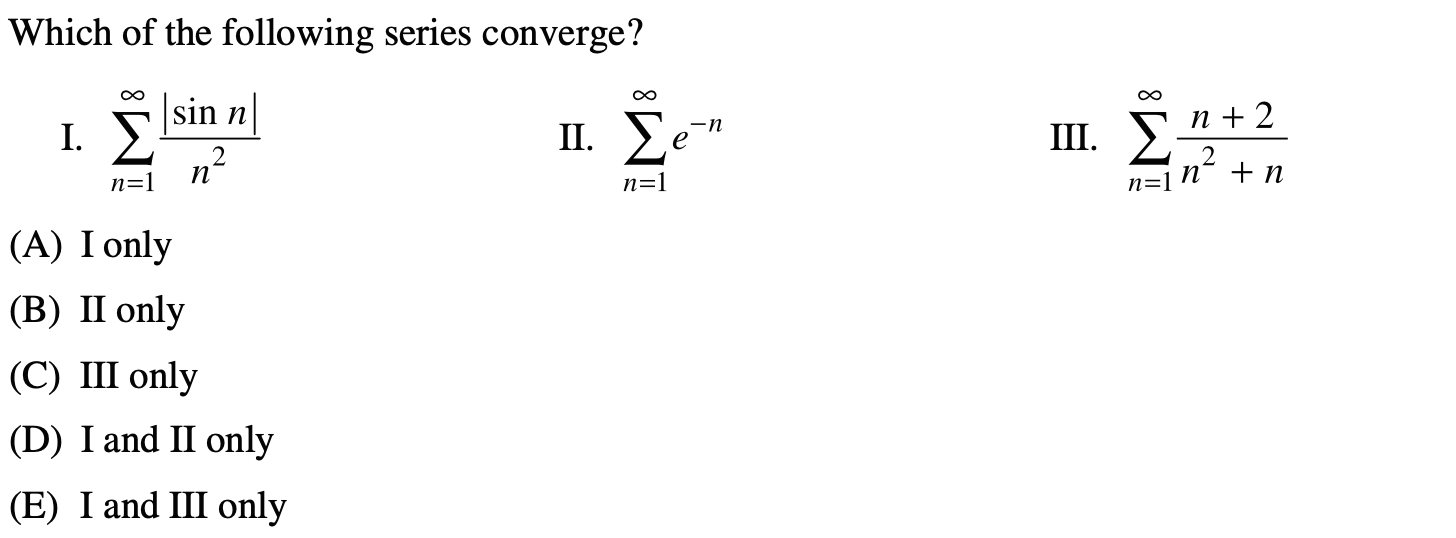 Which of the following series converge?
I. $\sum_{n=1}^{\infty} \frac{|\sin n|}{n^2}$ II. $\sum_{n=1}^{\infty} e^{-n}$ III. $\sum_{n=1}^{\infty} \frac{n+2}{n^2+n}$
(A) I only
(B) II only
(C) III only
(D) I and II only
(E) I and III only